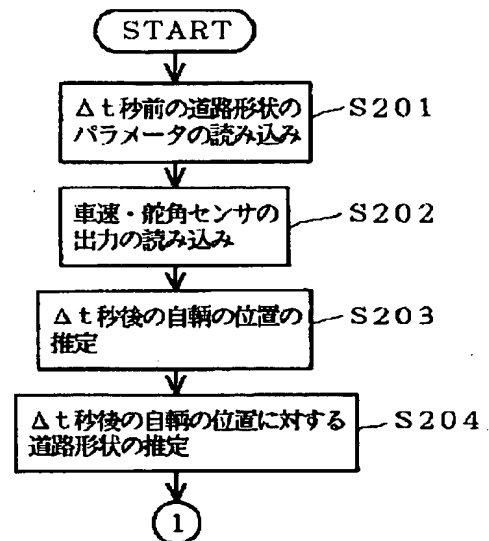 START
Δt秒前の道路形状の
パラメータの読み込み
S201
車速・舵角センサの
出力の読み込み
S202
Δt秒後の自輌の位置の
推定
S203
Δt秒後の自輌の位置に対する
道路形状の推定
S204
1